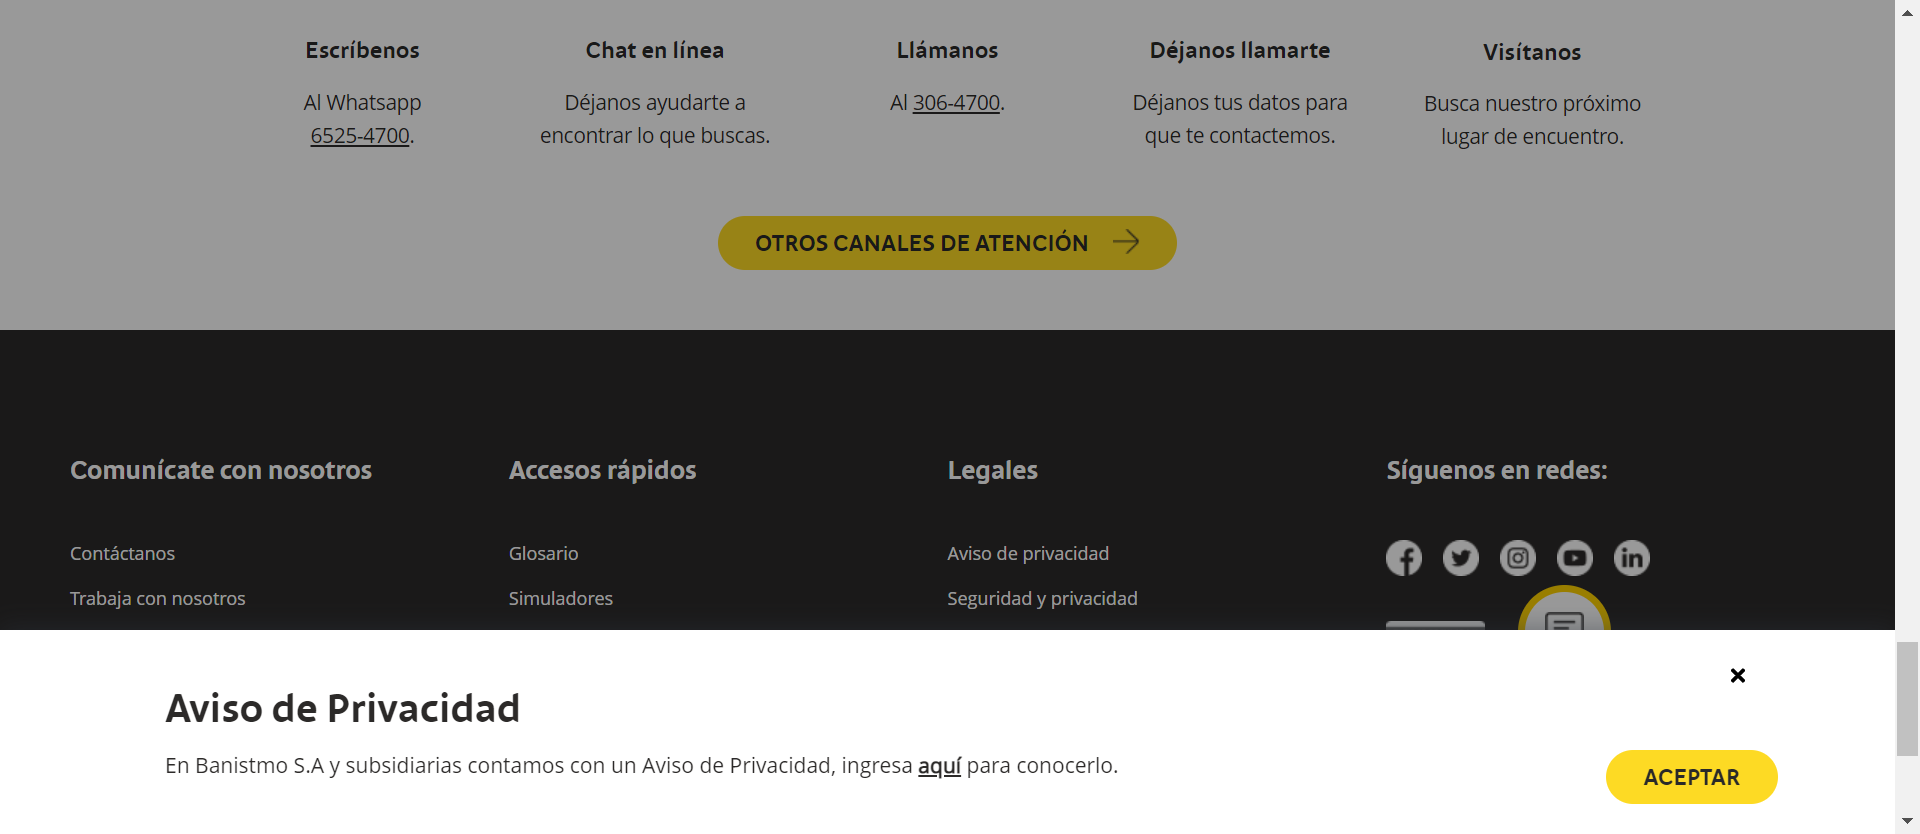 Escríbenos
Al Whatsapp
6525-4700.
Chat en línea
Déjanos ayudarte a
encontrar lo que buscas.
Llámanos
Al 306-4700.
Déjanos llamarte
Déjanos tus datos para
que te contactemos.
Visítanos
Busca nuestro próximo
lugar de encuentro.
OTROS CANALES DE ATENCIÓN
Comunícate con nosotros
Contáctanos
Trabaja con nosotros
Accesos rápidos
Glosario
Simuladores
Legales
Aviso de privacidad
Seguridad y privacidad
Síguenos en redes:
Aviso de Privacidad
En Banistmo S.A y subsidiarias contamos con un Aviso de Privacidad, ingresa aquí para conocerlo.
ACEPTAR